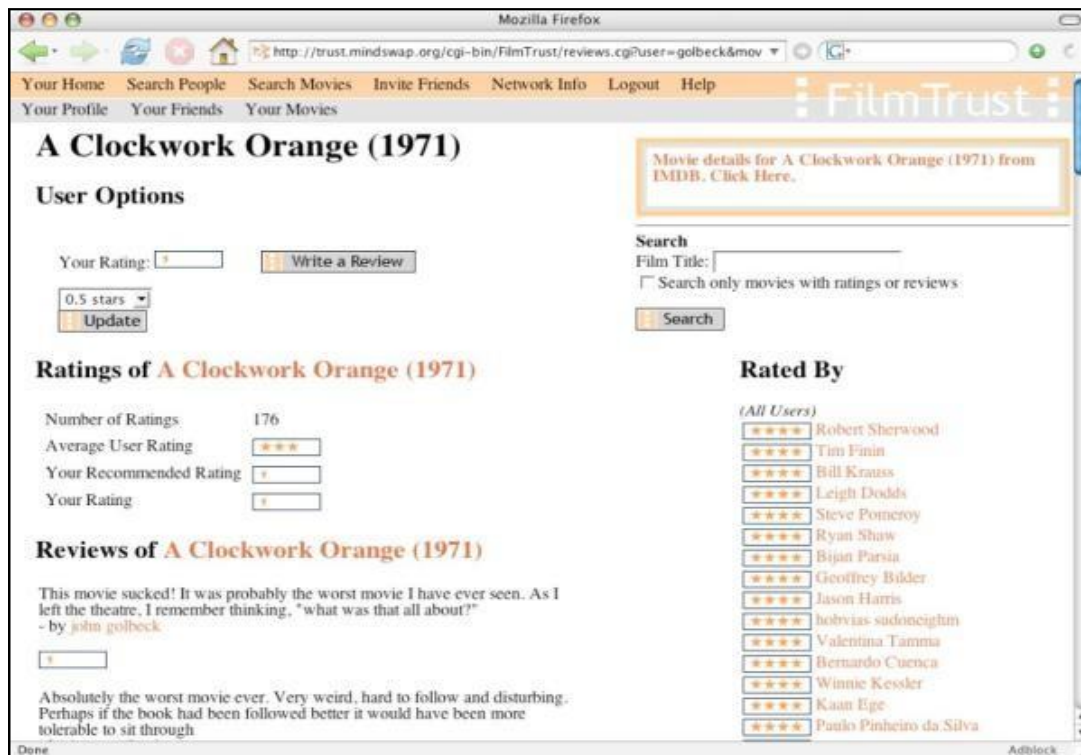 Mozilla Firefox
http://trust.mindswap.org/cgi-bin/FilmTrust/reviews.cgi?user=golbeck&mov
Your Home Search People Search Movies Invite Friends Network Info Logout Help
Your Profile Your Friends Your Movies
FilmTrust
A Clockwork Orange (1971)
Movie details for A Clockwork Orange (1971) from
IMDB. Click Here.
User Options
Your Rating:
Write a Review
0.5 stars
Update
Search
Film Title:
Search only movies with ratings or reviews
Search
Ratings of A Clockwork Orange (1971)
Number of Ratings 176
Average User Rating
Your Recommended Rating
Your Rating
Reviews of A Clockwork Orange (1971)
This movie sucked! It was probably the worst movie I have ever seen. As I
left the theatre, I remember thinking, "what was that all about?"
- by john golbeck
Absolutely the worst movie ever. Very weird, hard to follow and disturbing.
Perhaps if the book had been followed better it would have been more
tolerable to sit through
Rated By
(All Users)
Robert Sherwood
Tim Finin
Bill Krauss
Leigh Dodds
Steve Pomeroy
Ryan Shaw
Bijan Parsia
Geoffrey Bilder
Jason Harris
hobvias sudoneighm
Valentina Tamma
Bernardo Cuenca
Winnie Kessler
Kaan Ege
Paulo Pinheiro da Silva
Done
Adblock